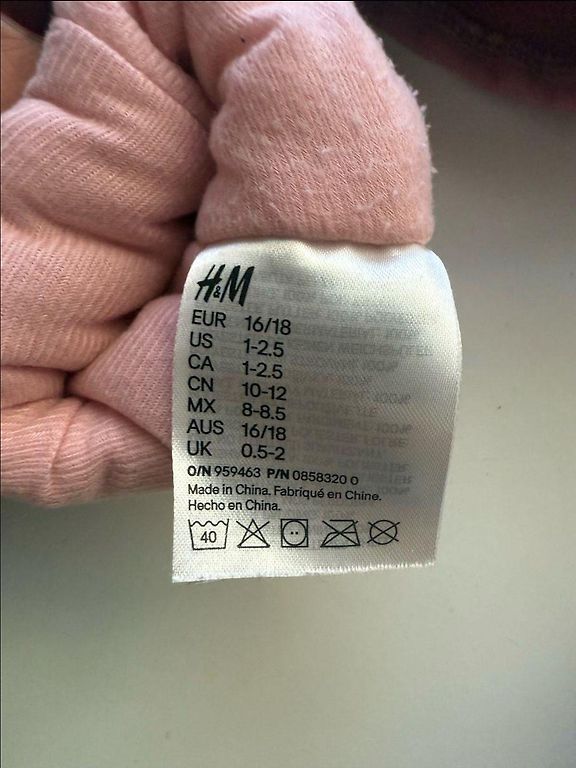 H&M
EUR 16/18
US 1-2.5
CA 1-2.5
CN 10-12
MX 8-8.5
AUS 16/18
UK 0.5-2
O/N 959463 P/N 0858320 0
Made in China. Fabriqué en Chine.
Hecho en China.
40